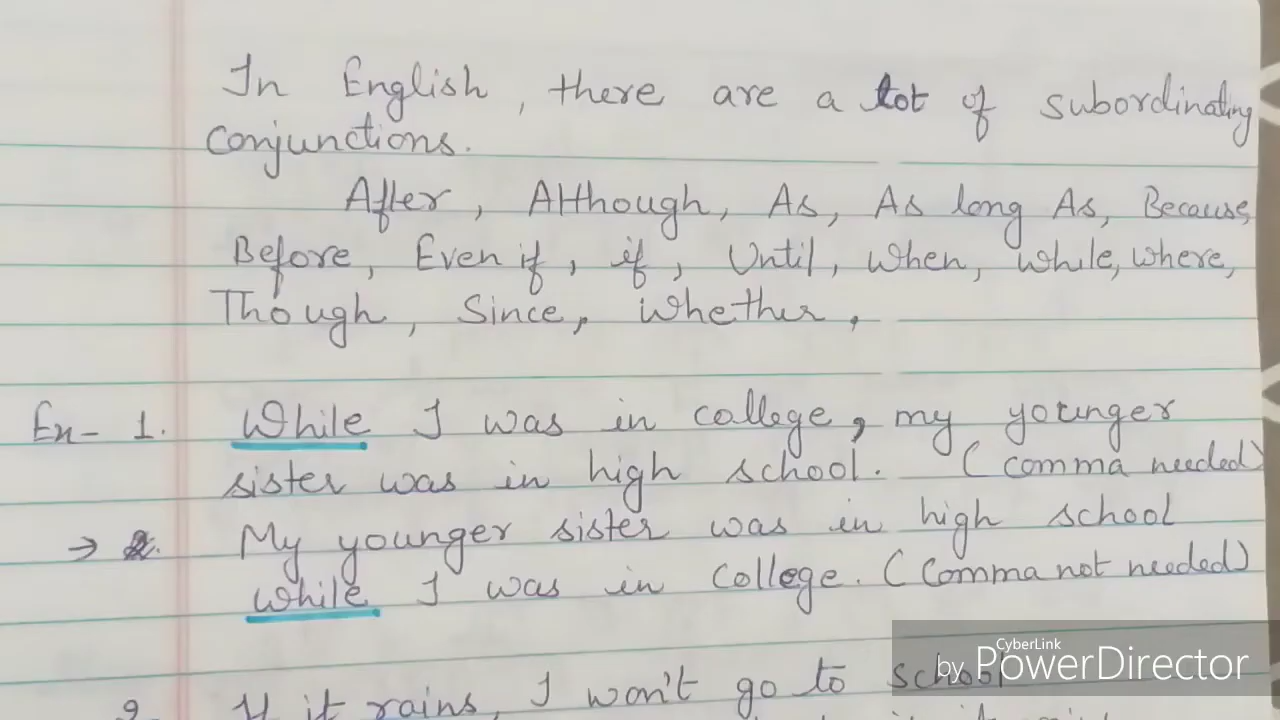 In English, there are a lot of subordinating
conjunctions.
After, Although, As, As long As, Because,
Before, Even if, if, Until, when, while, where,
Though, Since, whether,
Ex- 1. While I was in college, my younger
sister was in high school. (comma needed)
→ 2. My younger sister was in high school
while I was in college. (Comma not needed)
2. If it rains, I won't go to school
CyberLink
by PowerDirector